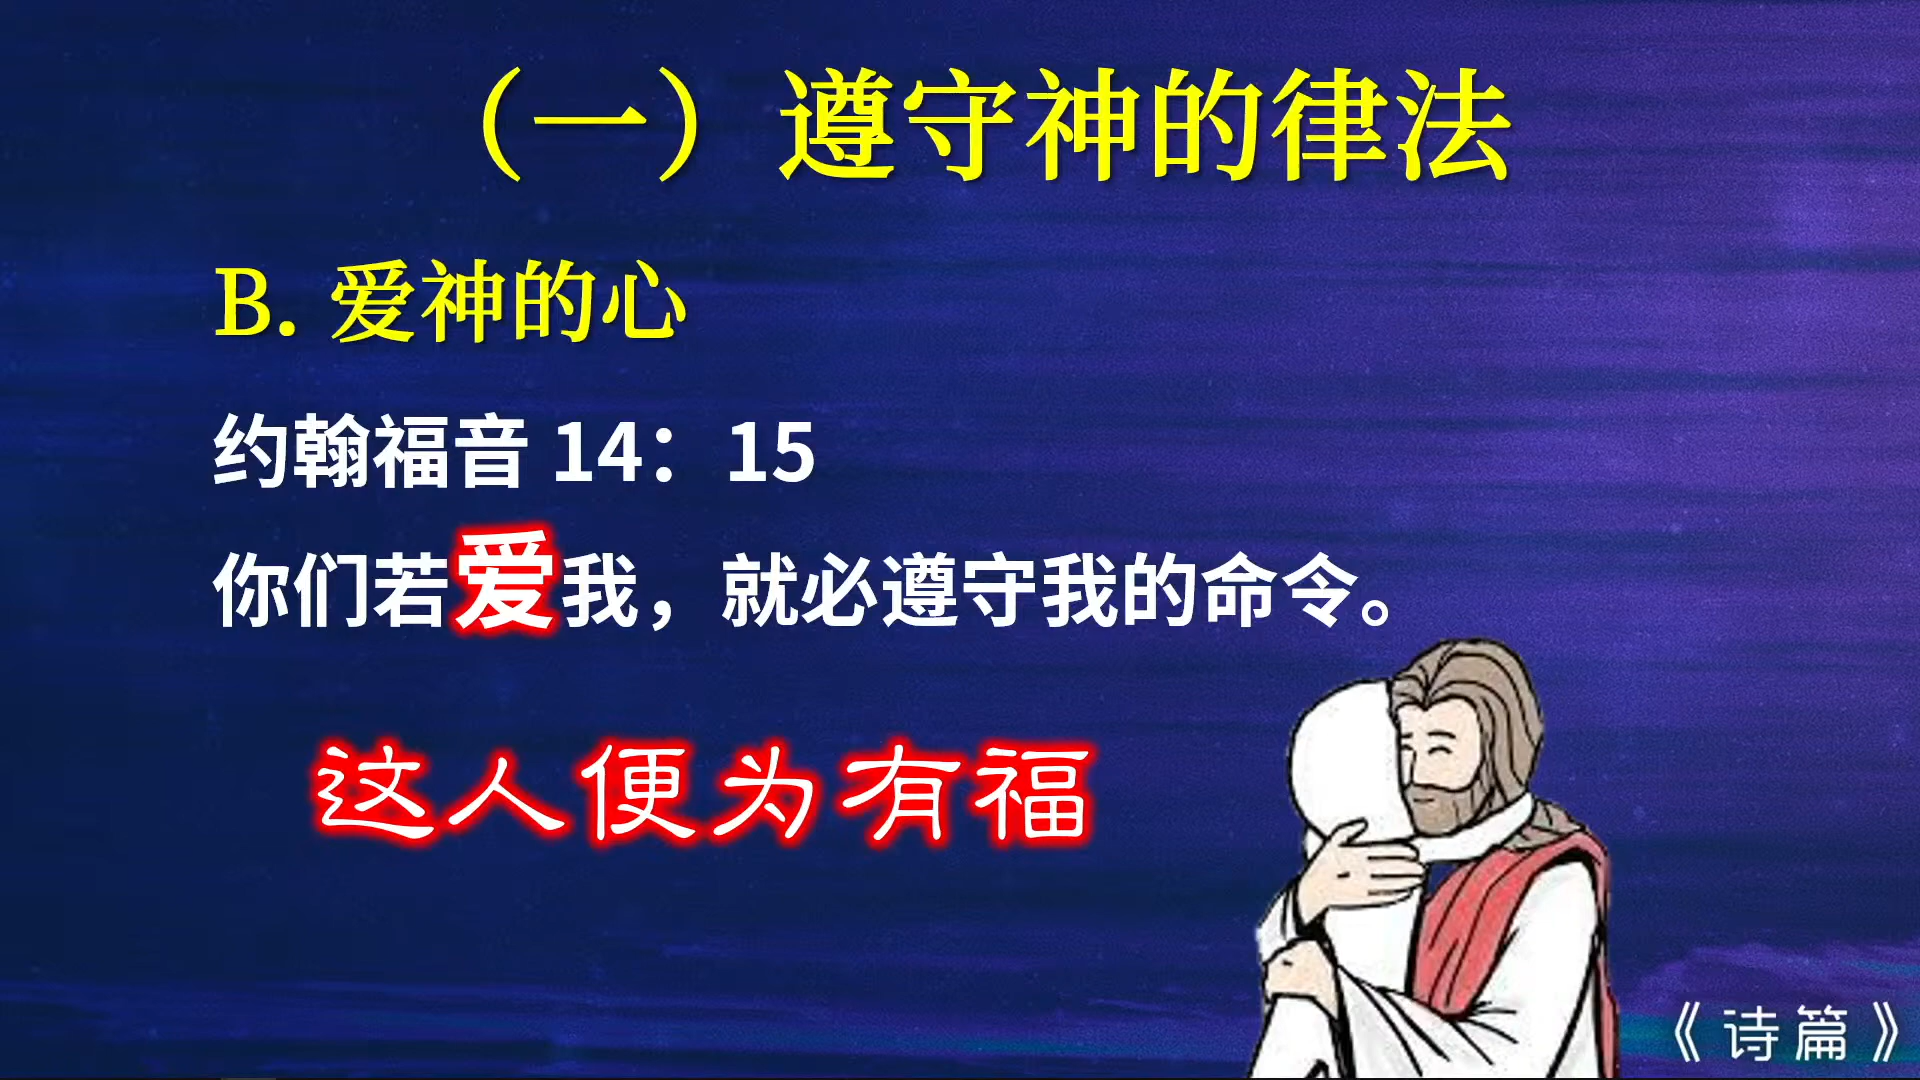 （一）遵守神的律法
B. 爱神的心
约翰福音 14：15
你们若爱我，就必遵守我的命令。
这人便为有福
《诗篇》